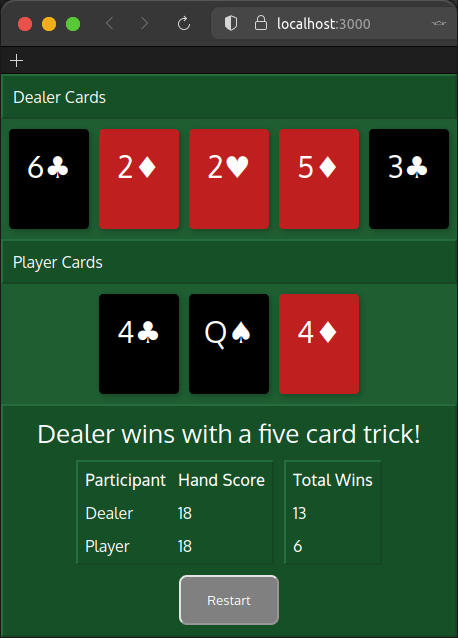 localhost:3000
Dealer Cards
6♣ 2♦ 2♥ 5♦ 3♣
Player Cards
4♣ Q♠ 4♦
Dealer wins with a five card trick!
Participant Hand Score Total Wins
Dealer 18 13
Player 18 6
Restart